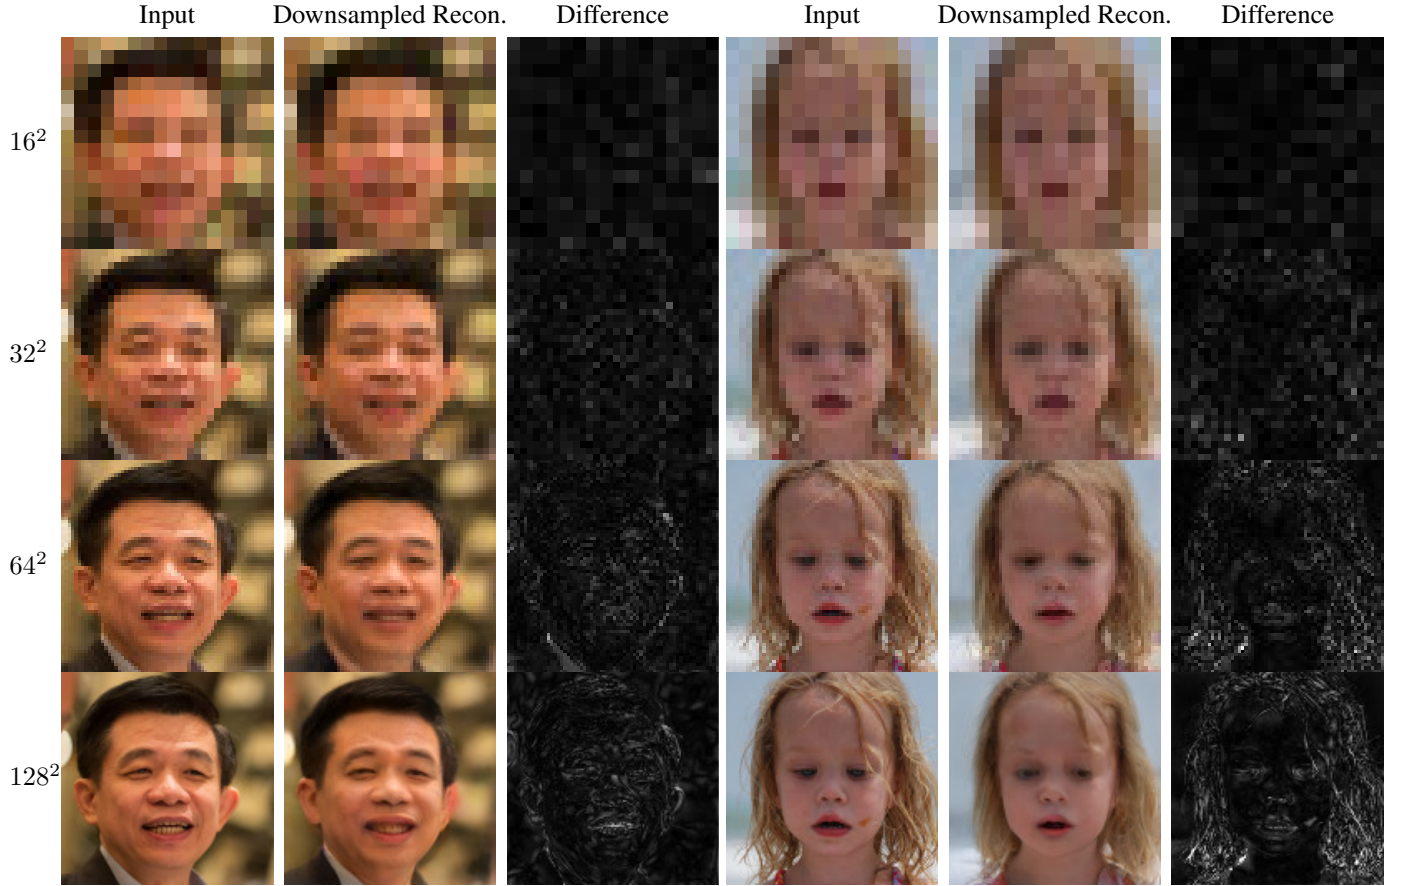 Input Downsampled Recon. Difference Input Downsampled Recon. Difference
16²
32²
64²
128²